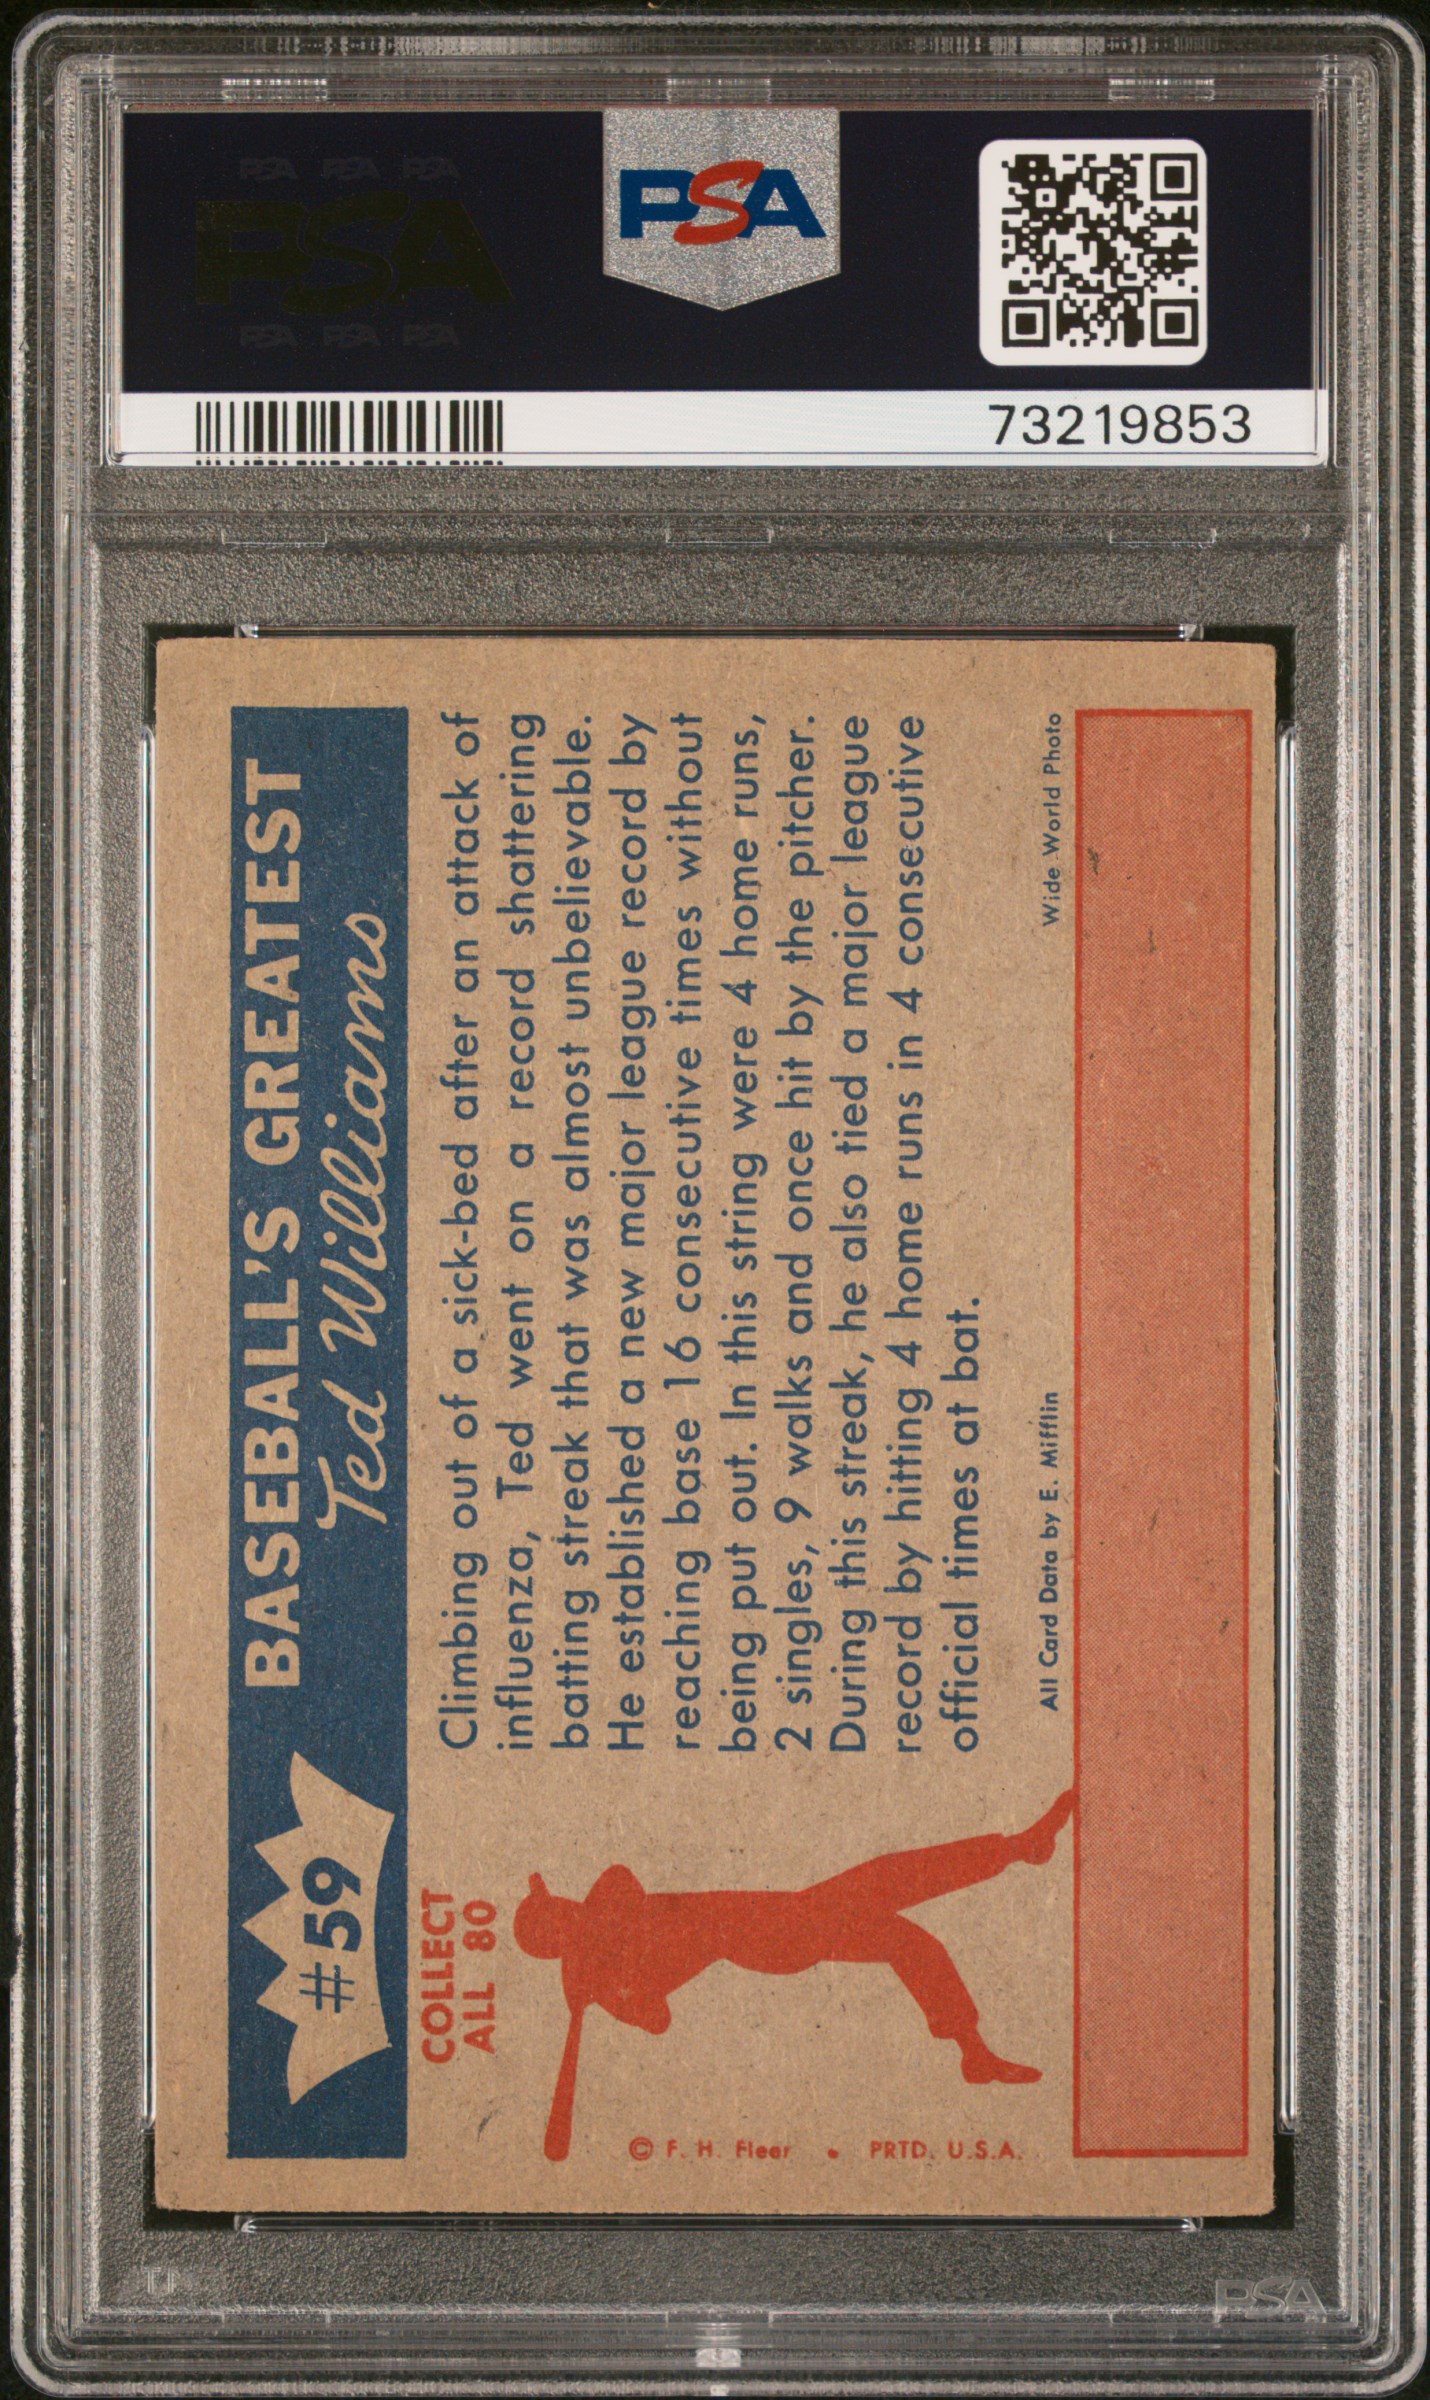 PSA PSA PSA
PSA
PSA PSA PSA
PSA
73219853
#59
BASEBALL'S GREATEST
Ted Williams
COLLECT
ALL 80
Climbing out of a sick-bed after an attack of
influenza, Ted went on a record shattering
batting streak that was almost unbelievable.
He established a new major league record by
reaching base 16 consecutive times without
being put out. In this string were 4 home runs,
2 singles, 9 walks and once hit by the pitcher.
During this streak, he also tied a major league
record by hitting 4 home runs in 4 consecutive
official times at bat.
All Card Data by E. Mifflin
Wide World Photo
© F. H. Fleer • PRTD. U.S.A.
PSA